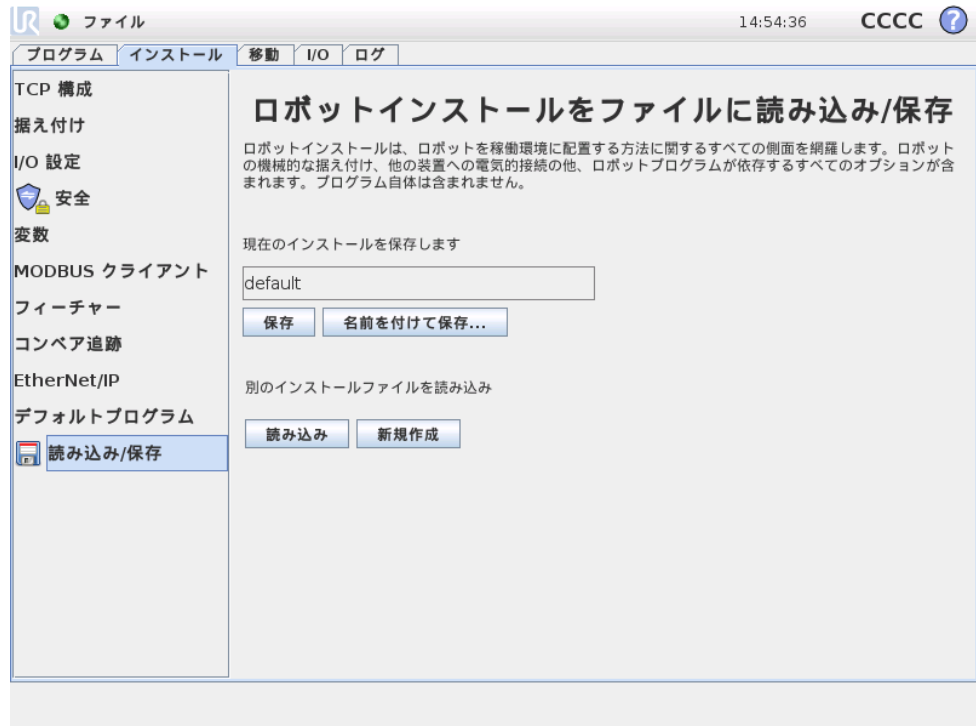 UR ファイル 14:54:36 CCCC ?
プログラム インストール 移動 I/O ログ
TCP 構成
据え付け
I/O 設定
安全
変数
MODBUS クライアント
フィーチャー
コンベア追跡
EtherNet/IP
デフォルトプログラム
読み込み/保存
ロボットインストールをファイルに読み込み/保存
ロボットインストールは、ロボットを稼働環境に配置する方法に関するすべての側面を網羅します。ロボット
の機械的な据え付け、他の装置への電気的接続の他、ロボットプログラムが依存するすべてのオプションが含
まれます。プログラム自体は含まれません。
現在のインストールを保存します
default
保存 名前を付けて保存...
別のインストールファイルを読み込み
読み込み 新規作成